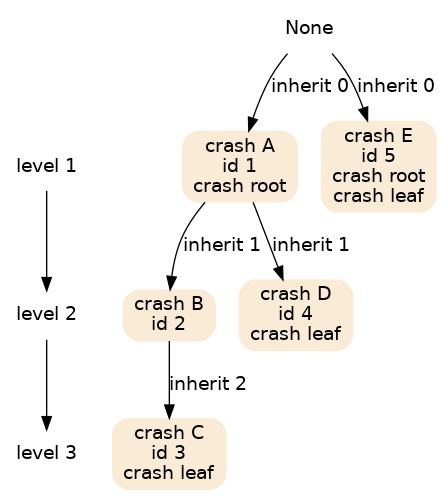 None
inherit 0
inherit 0
level 1
crash A
id 1
crash root
crash E
id 5
crash root
crash leaf
inherit 1
inherit 1
level 2
crash B
id 2
crash D
id 4
crash leaf
inherit 2
level 3
crash C
id 3
crash leaf